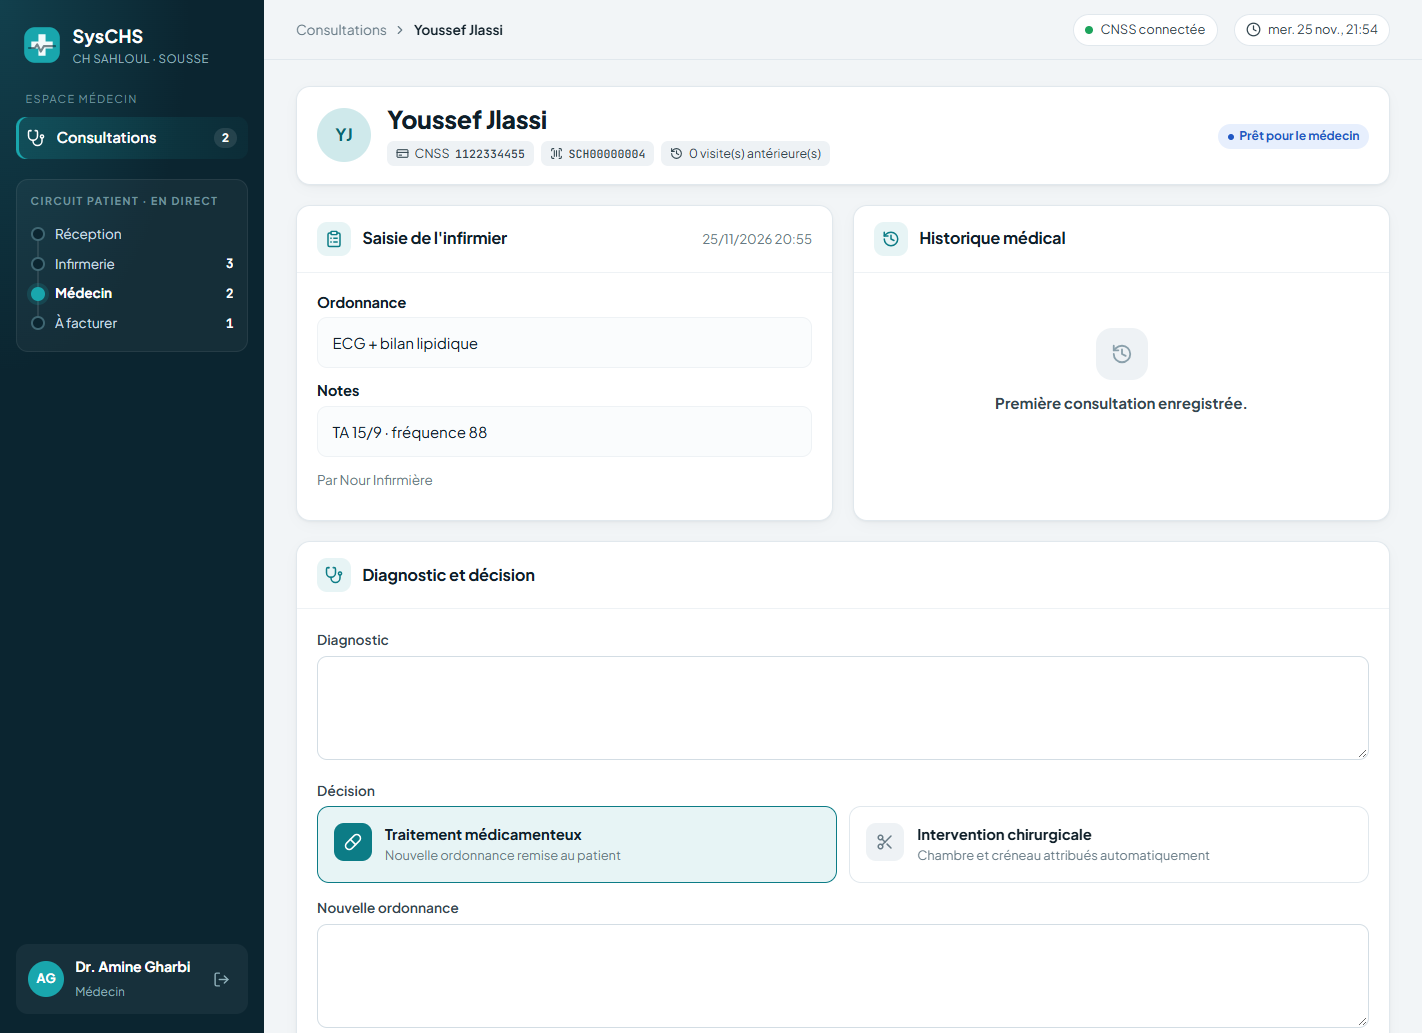 SysCHS
CH SAHLOUL · SOUSSE
ESPACE MÉDECIN
Consultations 2
CIRCUIT PATIENT · EN DIRECT
Réception
Infirmerie 3
Médecin 2
À facturer 1
AG
Dr. Amine Gharbi
Médecin
Consultations > Youssef Jlassi
CNSS connectée
mer. 25 nov., 21:54
YJ
Youssef Jlassi
CNSS 1122334455
SCH00000004
0 visite(s) antérieure(s)
Prêt pour le médecin
Saisie de l'infirmier
25/11/2026 20:55
Ordonnance
ECG + bilan lipidique
Notes
TA 15/9 · fréquence 88
Par Nour Infirmière
Historique médical
Première consultation enregistrée.
Diagnostic et décision
Diagnostic
Décision
Traitement médicamenteux
Nouvelle ordonnance remise au patient
Intervention chirurgicale
Chambre et créneau attribués automatiquement
Nouvelle ordonnance